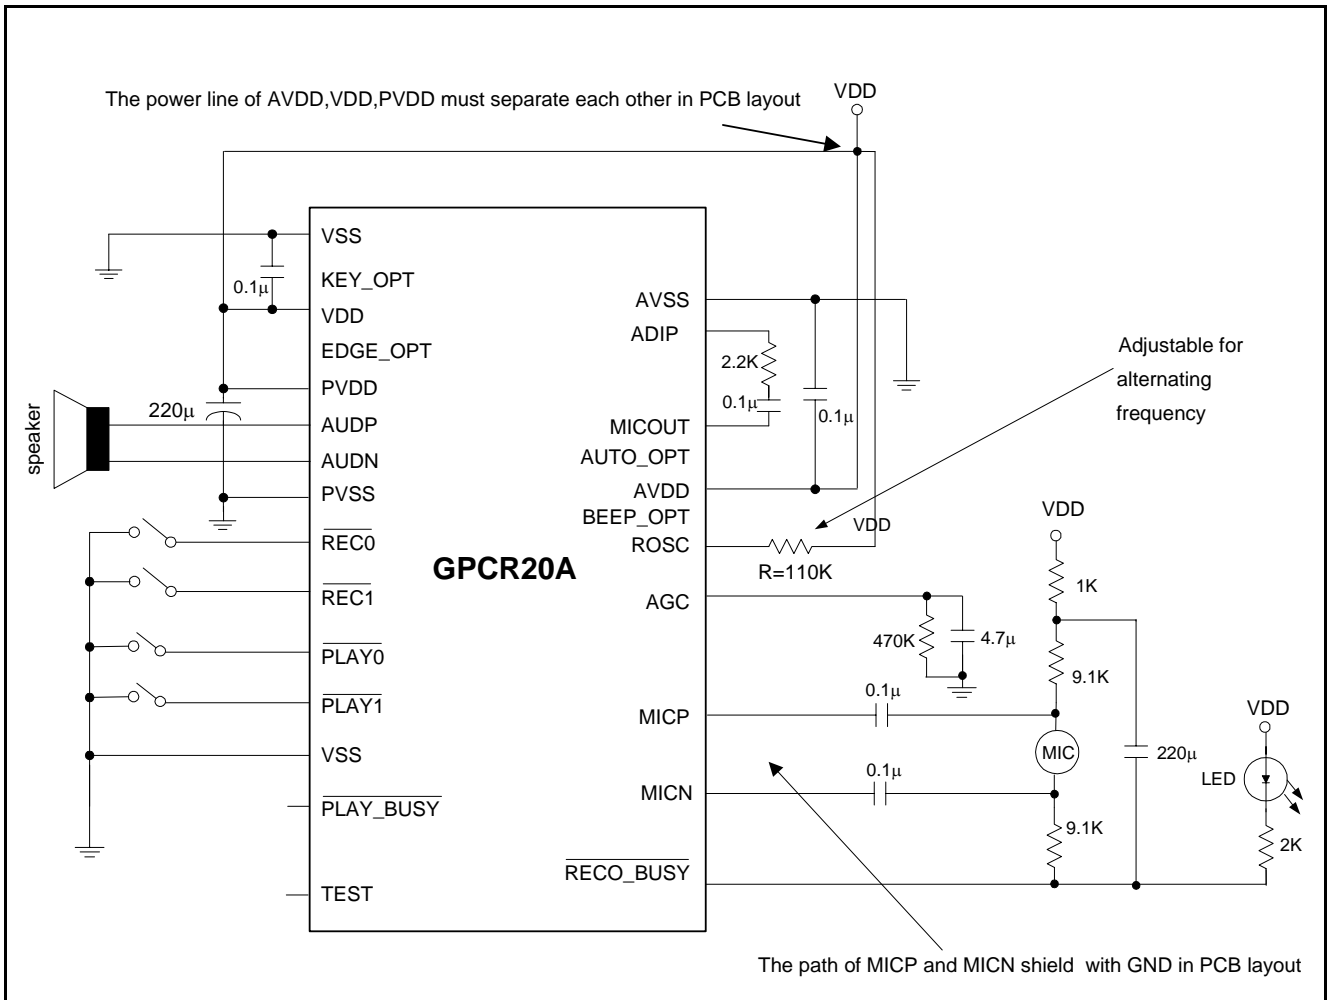 The power line of AVDD,VDD,PVDD must separate each other in PCB layout
VDD
VSS
0.1μ
KEY_OPT
VDD
EDGE_OPT
PVDD
220μ
AUDP
speaker
AUDN
PVSS
REC0
REC1
PLAY0
PLAY1
VSS
PLAY_BUSY
TEST
GPCR20A
AVSS
ADIP
2.2K
0.1μ
0.1μ
MICOUT
AUTO_OPT
AVDD
BEEP_OPT
VDD
ROSC
R=110K
Adjustable for
alternating
frequency
AGC
470K
4.7μ
VDD
1K
9.1K
0.1μ
MICP
MIC
220μ
0.1μ
MICN
9.1K
VDD
LED
2K
RECO_BUSY
The path of MICP and MICN shield with GND in PCB layout